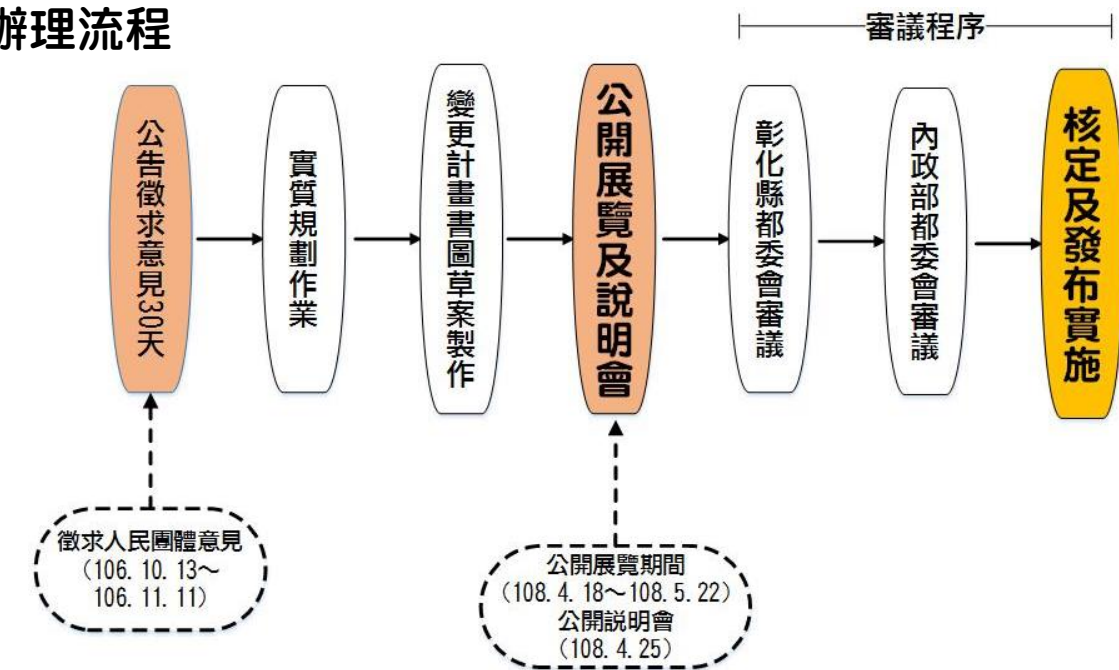 辦理流程
審議程序
公告徵求意見30天
實質規劃作業
變更計畫書圖草案製作
公開展覽及說明會
彰化縣都委會審議
內政部都委會審議
核定及發布實施
徵求人民團體意見
(106.10.13～
106.11.11)
公開展覽期間
(108.4.18～108.5.22)
公開説明會
(108.4.25)